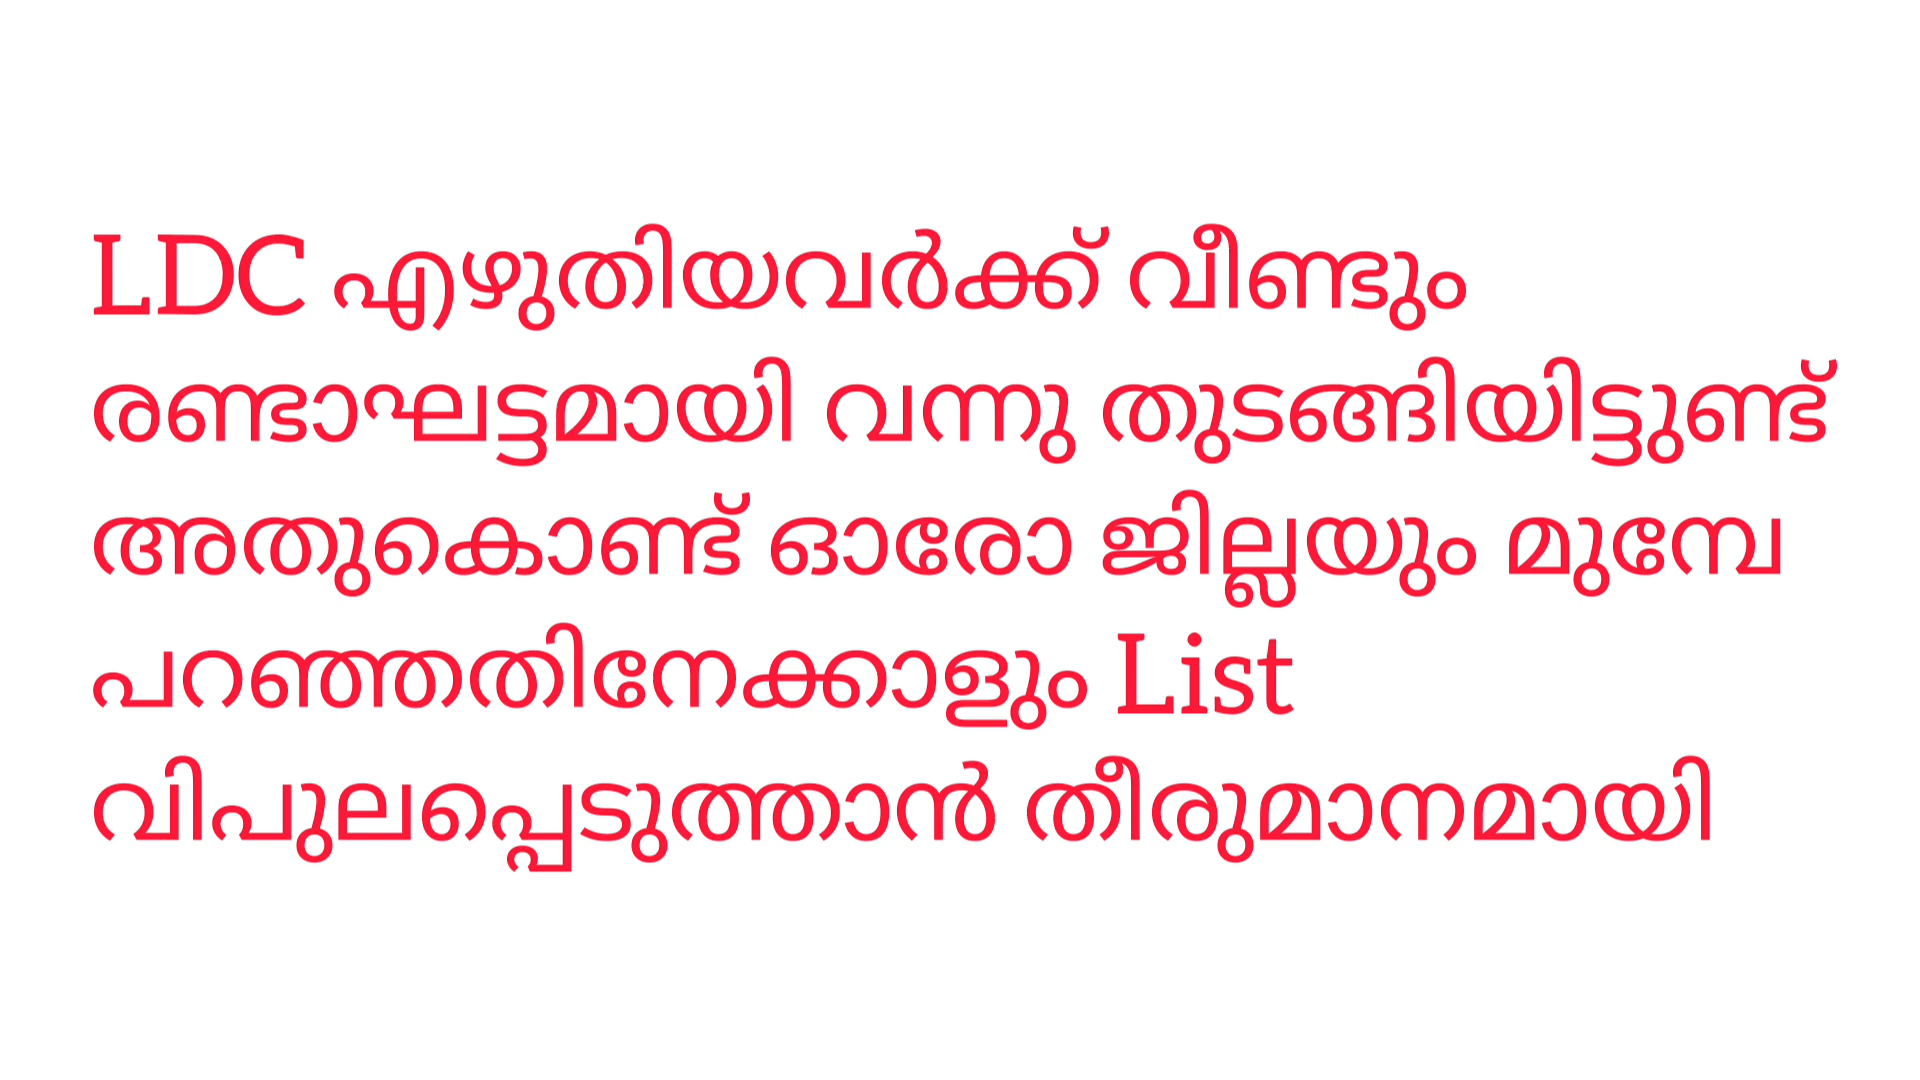 LDC എഴുതിയവർക്ക് വീണ്ടും
രണ്ടാഘട്ടമായി വന്നു തുടങ്ങിയിട്ടുണ്ട്
അതുകൊണ്ട് ഓരോ ജില്ലയും മുമ്പേ
പറഞ്ഞതിനേക്കാളും List
വിപുലപ്പെടുത്താൻ തീരുമാനമായി